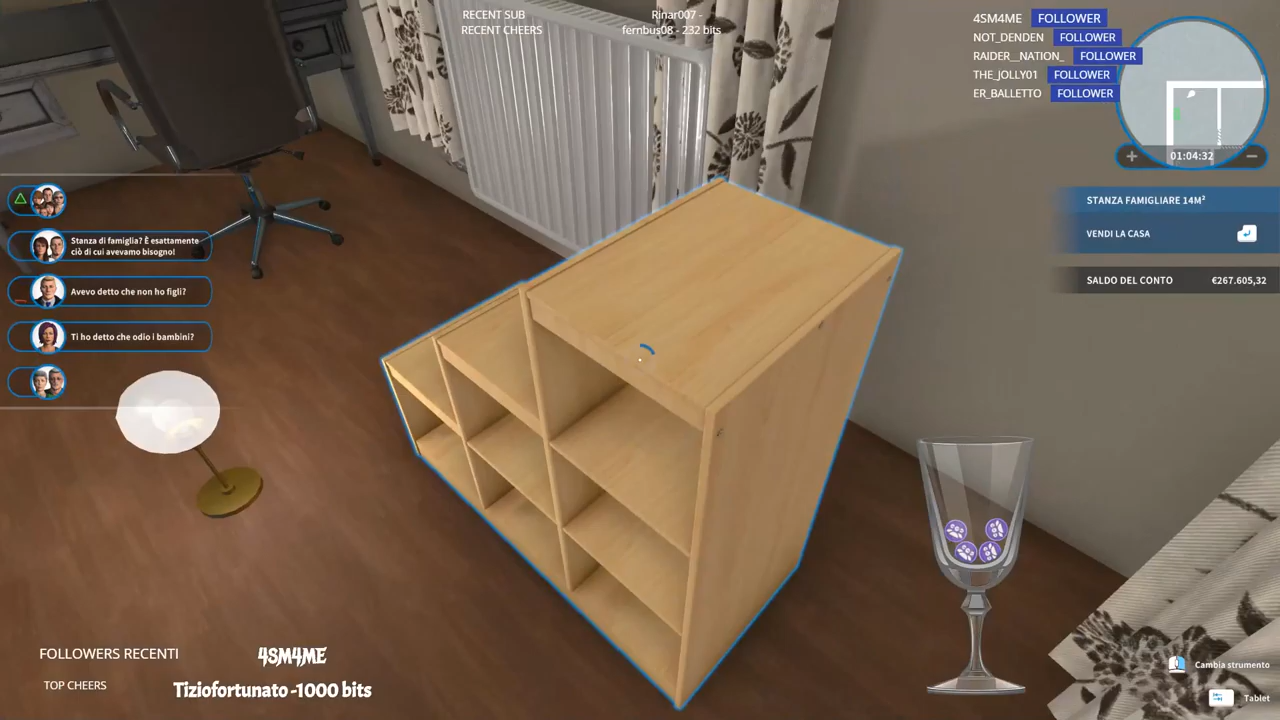 RECENT SUB
Rinar007 -
RECENT CHEERS
fernbus08 - 232 bits
4SM4ME FOLLOWER
NOT_DENDEN FOLLOWER
RAIDER__NATION_ FOLLOWER
THE_JOLLY01 FOLLOWER
ER_BALLETTO FOLLOWER
01:04:32
STANZA FAMIGLIARE 14M²
VENDI LA CASA
SALDO DEL CONTO €267.605,32
Stanza di famiglia? È esattamente
ciò di cui avevamo bisogno!
Avevo detto che non ho figli?
Ti ho detto che odio i bambini?
FOLLOWERS RECENTI
4SM4ME
TOP CHEERS
Tiziofortunato -1000 bits
Cambia strumento
Tablet